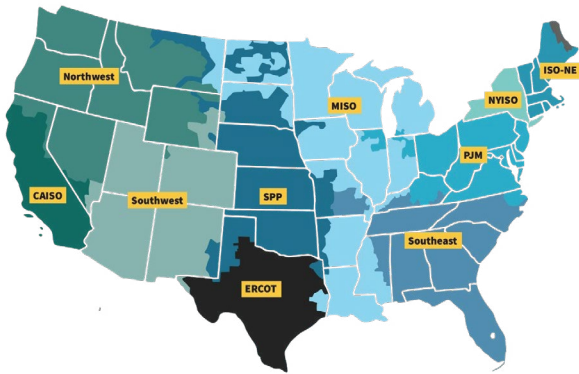 ISO-NE
Northwest
NYISO
MISO
PJM
CAISO
Southwest
SPP
Southeast
ERCOT